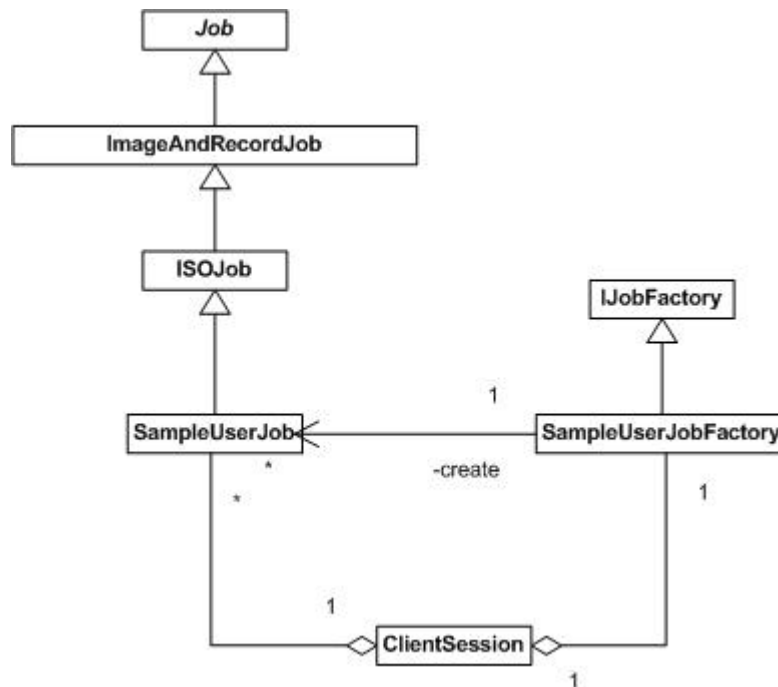 Job
ImageAndRecordJob
ISOJob
IJobFactory
1
SampleUserJob
SampleUserJobFactory
*
-create
*
1
1
ClientSession
1